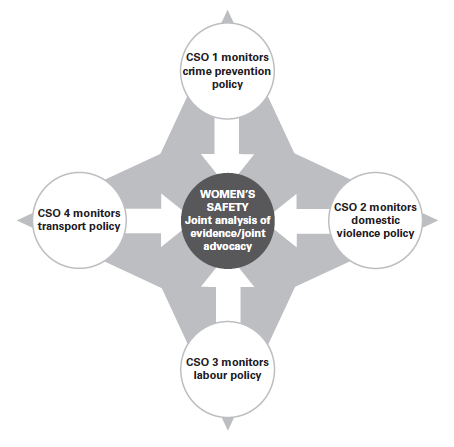 CSO 1 monitors
crime prevention
policy
CSO 4 monitors
transport policy
WOMEN'S
SAFETY
Joint analysis of
evidence/joint
advocacy
CSO 2 monitors
domestic
violence policy
CSO 3 monitors
labour policy